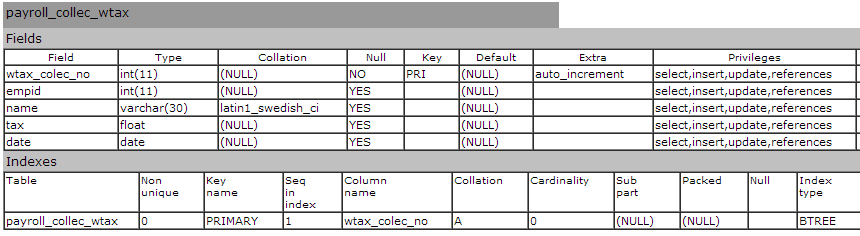 payroll_collec_wtax
Fields
Field Type Collation Null Key Default Extra Privileges
wtax_colec_no int(11) (NULL) NO PRI (NULL) auto_increment select,insert,update,references
empid int(11) (NULL) YES (NULL) select,insert,update,references
name varchar(30) latin1_swedish_ci YES (NULL) select,insert,update,references
tax float (NULL) YES (NULL) select,insert,update,references
date date (NULL) YES (NULL) select,insert,update,references
Indexes
Table Non unique Key name Seq in index Column name Collation Cardinality Sub part Packed Null Index type
payroll_collec_wtax 0 PRIMARY 1 wtax_colec_no A 0 (NULL) (NULL) BTREE